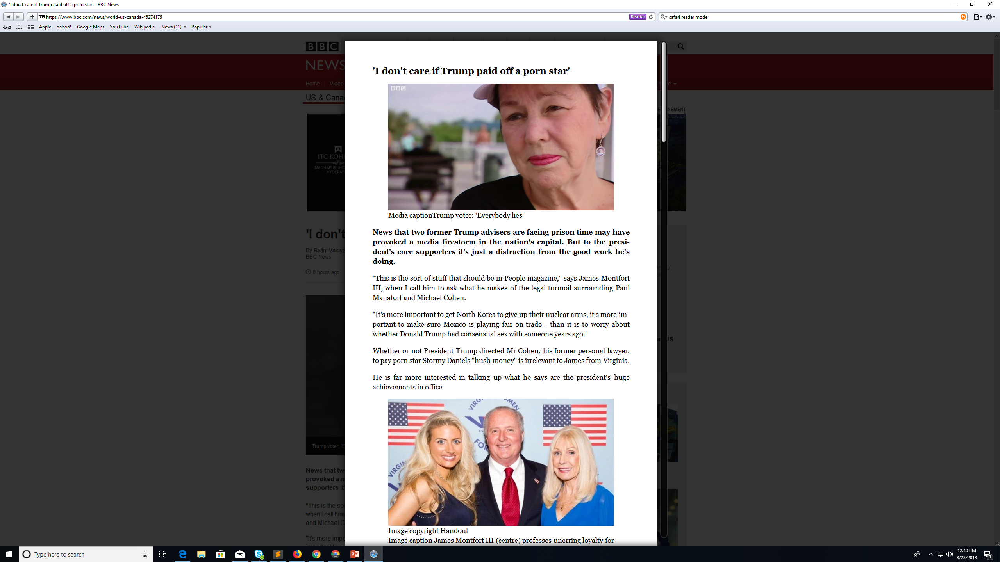 'I don't care if Trump paid off a porn star' - BBC News
https://www.bbc.com/news/world-us-canada-45274175
Reader
safari reader mode
Apple
Yahoo!
Google Maps
YouTube
Wikipedia
News (11)
Popular
BBC
NEWS
Home
Video
US & Cana
SEMENT
ITC KOH
MADHAPUR (HIT
HYDERAB
'I don't
By Rajini Vaidya
BBC News
8 hours ago
Trump voter: 'E
News that tw
provoked a m
supporters it'
"This is the so
when I call him
and Michael C
"It's more impo
US
'I don't care if Trump paid off a porn star'
BBC
Media captionTrump voter: 'Everybody lies'
News that two former Trump advisers are facing prison time may have
provoked a media firestorm in the nation's capital. But to the presi-
dent's core supporters it's just a distraction from the good work he's
doing.
"This is the sort of stuff that should be in People magazine," says James Montfort
III, when I call him to ask what he makes of the legal turmoil surrounding Paul
Manafort and Michael Cohen.
"It's more important to get North Korea to give up their nuclear arms, it's more im-
portant to make sure Mexico is playing fair on trade - than it is to worry about
whether Donald Trump had consensual sex with someone years ago."
Whether or not President Trump directed Mr Cohen, his former personal lawyer,
to pay porn star Stormy Daniels "hush money" is irrelevant to James from Virginia.
He is far more interested in talking up what he says are the president's huge
achievements in office.
Image copyright Handout
Image caption James Montfort III (centre) professes unerring loyalty for
Type here to search
12:40 PM
8/23/2018
1